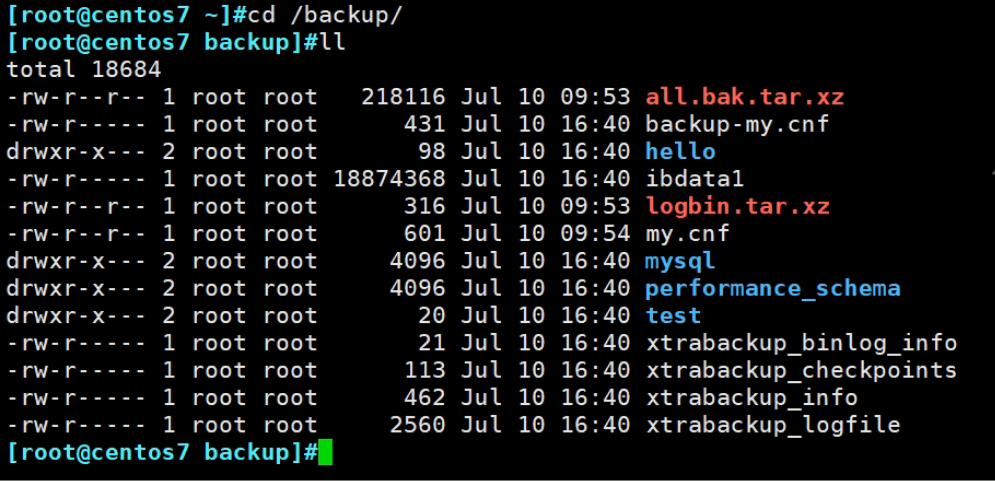 [root@centos7 ~]#cd /backup/
[root@centos7 backup]#ll
total 18684
-rw-r--r-- 1 root root   218116 Jul 10 09:53 all.bak.tar.xz
-rw-r----- 1 root root      431 Jul 10 16:40 backup-my.cnf
drwxr-x--- 2 root root       98 Jul 10 16:40 hello
-rw-r----- 1 root root 18874368 Jul 10 16:40 ibdata1
-rw-r--r-- 1 root root      316 Jul 10 09:53 logbin.tar.xz
-rw-r--r-- 1 root root      601 Jul 10 09:54 my.cnf
drwxr-x--- 2 root root     4096 Jul 10 16:40 mysql
drwxr-x--- 2 root root     4096 Jul 10 16:40 performance_schema
drwxr-x--- 2 root root       20 Jul 10 16:40 test
-rw-r----- 1 root root       21 Jul 10 16:40 xtrabackup_binlog_info
-rw-r----- 1 root root      113 Jul 10 16:40 xtrabackup_checkpoints
-rw-r----- 1 root root      462 Jul 10 16:40 xtrabackup_info
-rw-r----- 1 root root     2560 Jul 10 16:40 xtrabackup_logfile
[root@centos7 backup]#